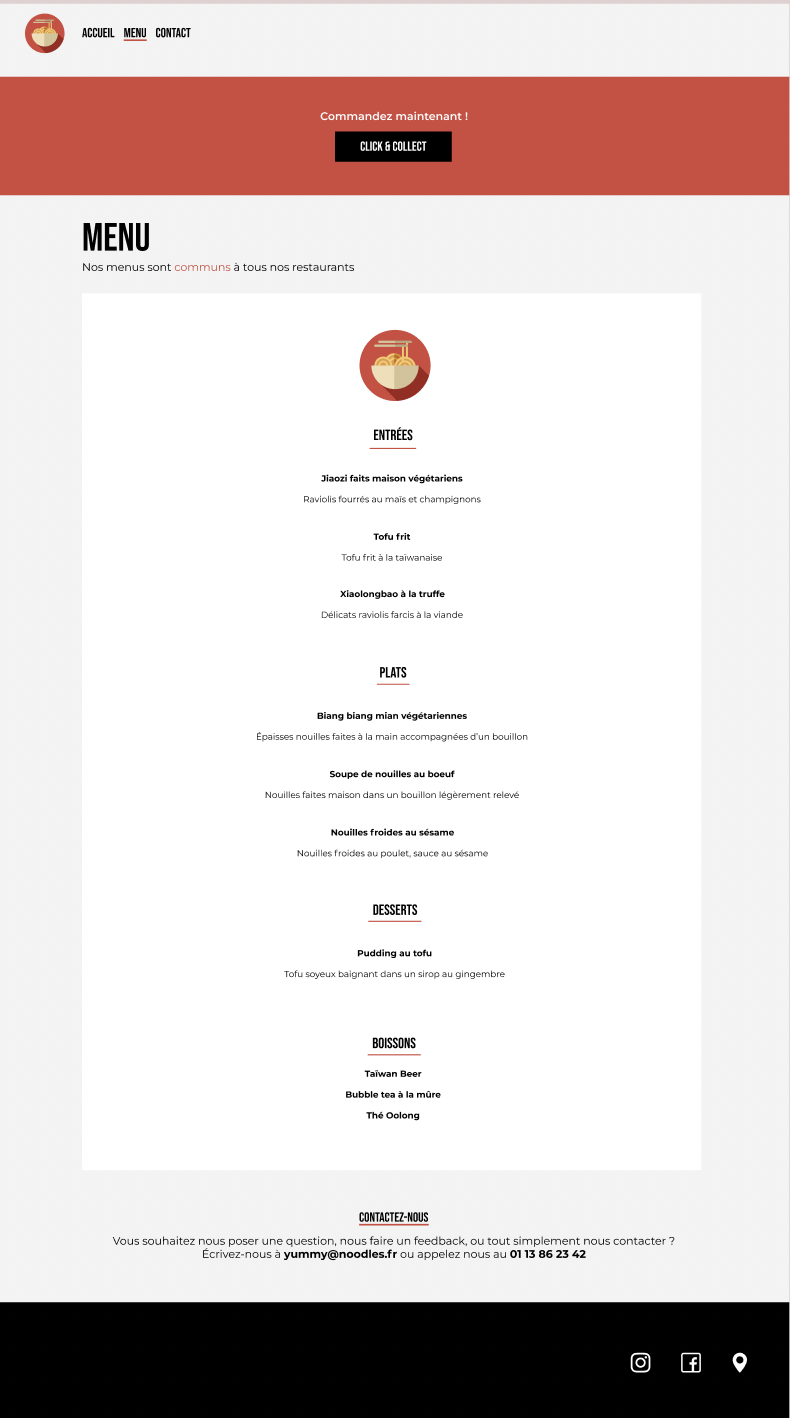 ACCUEIL MENU CONTACT
Commandez maintenant !
CLICK & COLLECT
MENU
Nos menus sont communs à tous nos restaurants
ENTRÉES
Jiaozi faits maison végétariens
Raviolis fourrés au maïs et champignons
Tofu frit
Tofu frit à la taïwanaise
Xiaolongbao à la truffe
Délicats raviolis farcis à la viande
PLATS
Biang biang mian végétariennes
Épaisses nouilles faites à la main accompagnées d'un bouillon
Soupe de nouilles au boeuf
Nouilles faites maison dans un bouillon légèrement relevé
Nouilles froides au sésame
Nouilles froides au poulet, sauce au sésame
DESSERTS
Pudding au tofu
Tofu soyeux baignant dans un sirop au gingembre
BOISSONS
Taïwan Beer
Bubble tea à la mûre
Thé Oolong
CONTACTEZ-NOUS
Vous souhaitez nous poser une question, nous faire un feedback, ou tout simplement nous contacter ?
Écrivez-nous à yummy@noodles.fr ou appelez nous au 01 13 86 23 42